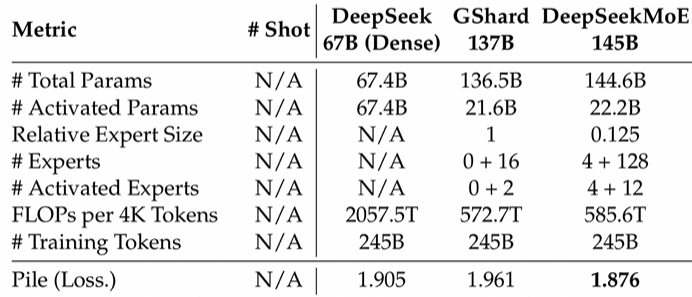 Metric # Shot DeepSeek 67B (Dense) GShard 137B DeepSeekMoE 145B
# Total Params N/A 67.4B 136.5B 144.6B
# Activated Params N/A 67.4B 21.6B 22.2B
Relative Expert Size N/A N/A 1 0.125
# Experts N/A N/A 0 + 16 4 + 128
# Activated Experts N/A N/A 0 + 2 4 + 12
FLOPs per 4K Tokens N/A 2057.5T 572.7T 585.6T
# Training Tokens N/A 245B 245B 245B
Pile (Loss.) N/A 1.905 1.961 1.876